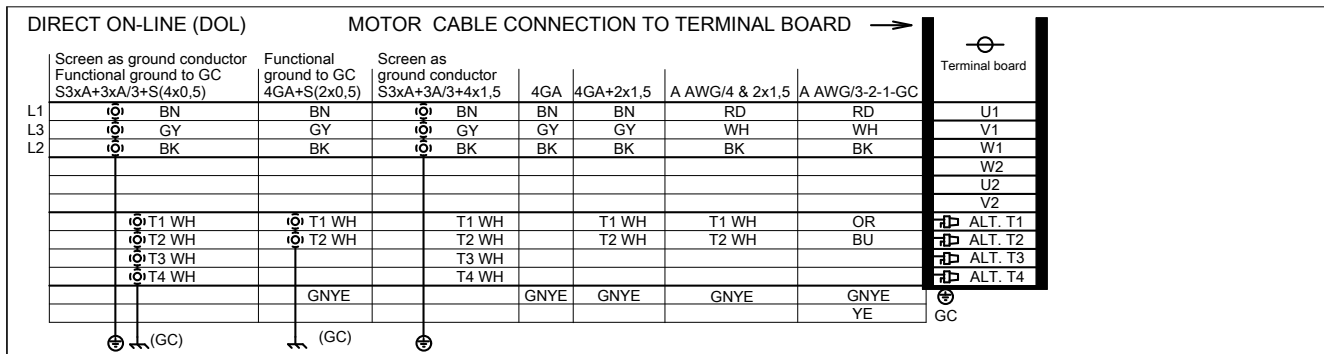 DIRECT ON-LINE (DOL) MOTOR CABLE CONNECTION TO TERMINAL BOARD
Screen as ground conductor Functional Screen as Terminal board
Functional ground to GC ground to GC ground conductor
S3xA+3xA/3+S(4x0,5) 4GA+S(2x0,5) S3xA+3A/3+4x1,5 4GA 4GA+2x1,5 A AWG/4 & 2x1,5 A AWG/3-2-1-GC
L1 BN BN BN BN BN RD RD U1
L3 GY GY GY GY GY WH WH V1
L2 BK BK BK BK BK BK BK W1
W2
U2
V2
T1 WH T1 WH T1 WH T1 WH T1 WH OR ALT. T1
T2 WH T2 WH T2 WH T2 WH T2 WH BU ALT. T2
T3 WH T3 WH ALT. T3
T4 WH T4 WH ALT. T4
GNYE GNYE GNYE GNYE GNYE
YE GC
(GC) (GC)